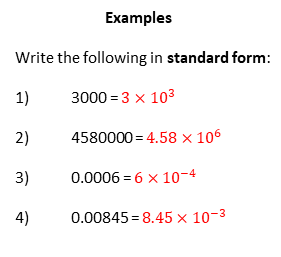 Examples
Write the following in standard form:
1) 3000 = 3 × 10³
2) 4580000 = 4.58 × 10⁶
3) 0.0006 = 6 × 10⁻⁴
4) 0.00845 = 8.45 × 10⁻³